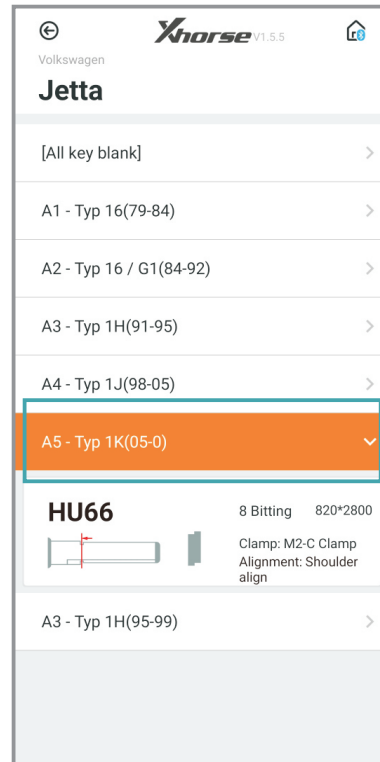 Xhorse V1.5.5
Volkswagen
Jetta
[All key blank]
A1 - Typ 16(79-84)
A2 - Typ 16 / G1(84-92)
A3 - Typ 1H(91-95)
A4 - Typ 1J(98-05)
A5 - Typ 1K(05-0)
HU66
8 Bitting 820*2800
Clamp: M2-C Clamp
Alignment: Shoulder
align
A3 - Typ 1H(95-99)